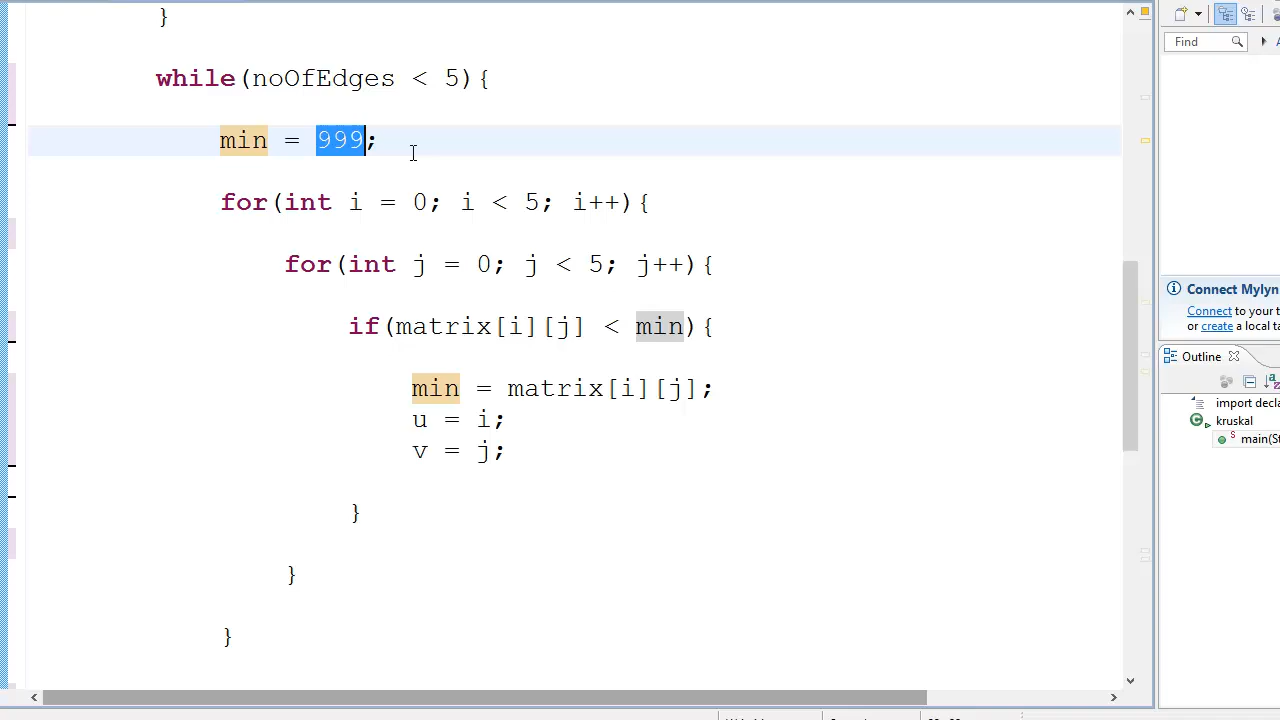 }
while(noOfEdges < 5){
min = 999;
for(int i = 0; i < 5; i++){
for(int j = 0; j < 5; j++){
if(matrix[i][j] < min){
min = matrix[i][j];
u = i;
v = j;
}
}
}
Find
Connect Mylyn
Connect to your t
or create a local t
Outline
import decla
kruskal
main(St